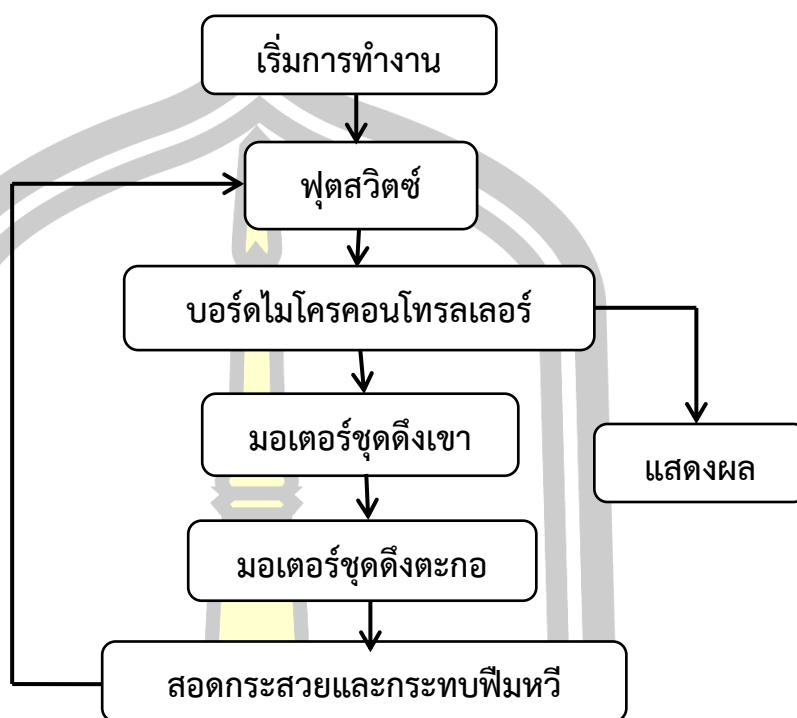 เริ่มการทำงาน
ฟุตสวิตซ์
บอร์ดไมโครคอนโทรลเลอร์
มอเตอร์ชุดดึงเขา
แสดงผล
มอเตอร์ชุดดึงตะกอ
สอดกระสวยและกระทบฟืมหวี